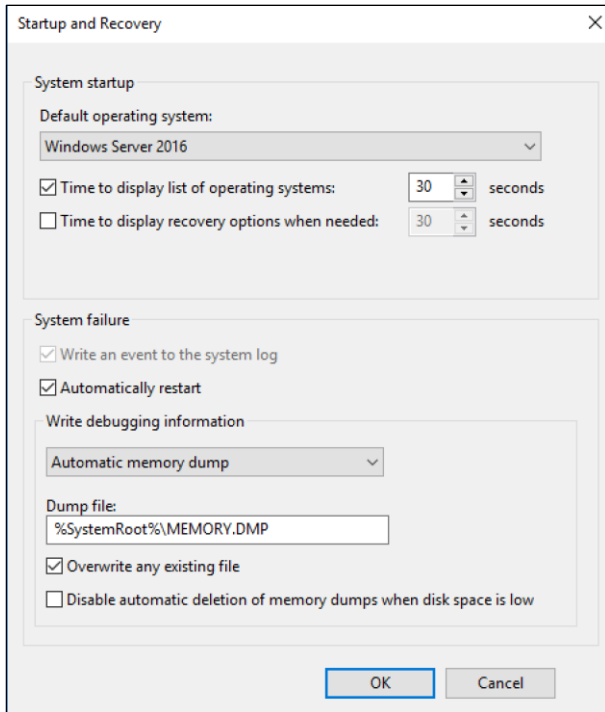 Startup and Recovery
System startup
Default operating system:
Windows Server 2016
Time to display list of operating systems: 30 seconds
Time to display recovery options when needed: 30 seconds
System failure
Write an event to the system log
Automatically restart
Write debugging information
Automatic memory dump
Dump file:
%SystemRoot%\MEMORY.DMP
Overwrite any existing file
Disable automatic deletion of memory dumps when disk space is low
OK Cancel